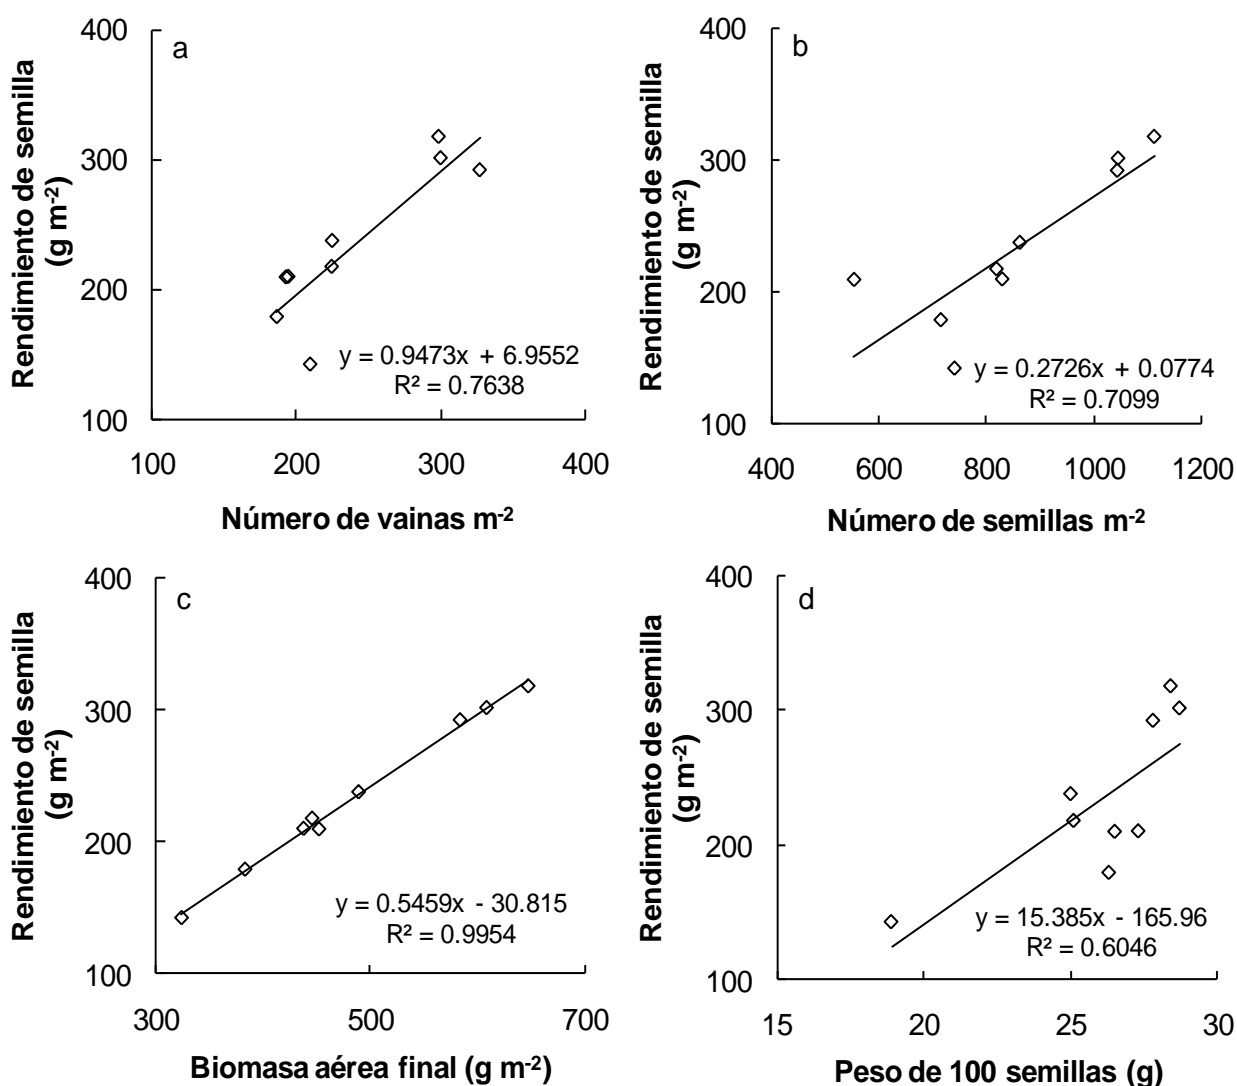 a
Rendimiento de semilla
(g m-2)
400
300
200
100
100 200 300 400
y = 0.9473x + 6.9552
R² = 0.7638
Número de vainas m-2
b
Rendimiento de semilla
(g m-2)
400
300
200
100
400 600 800 1000 1200
y = 0.2726x + 0.0774
R² = 0.7099
Número de semillas m-2
c
Rendimiento de semilla
(g m-2)
400
300
200
100
300 500 700
y = 0.5459x - 30.815
R² = 0.9954
Biomasa aérea final (g m-2)
d
Rendimiento de semilla
(g m-2)
400
300
200
100
15 20 25 30
y = 15.385x - 165.96
R² = 0.6046
Peso de 100 semillas (g)